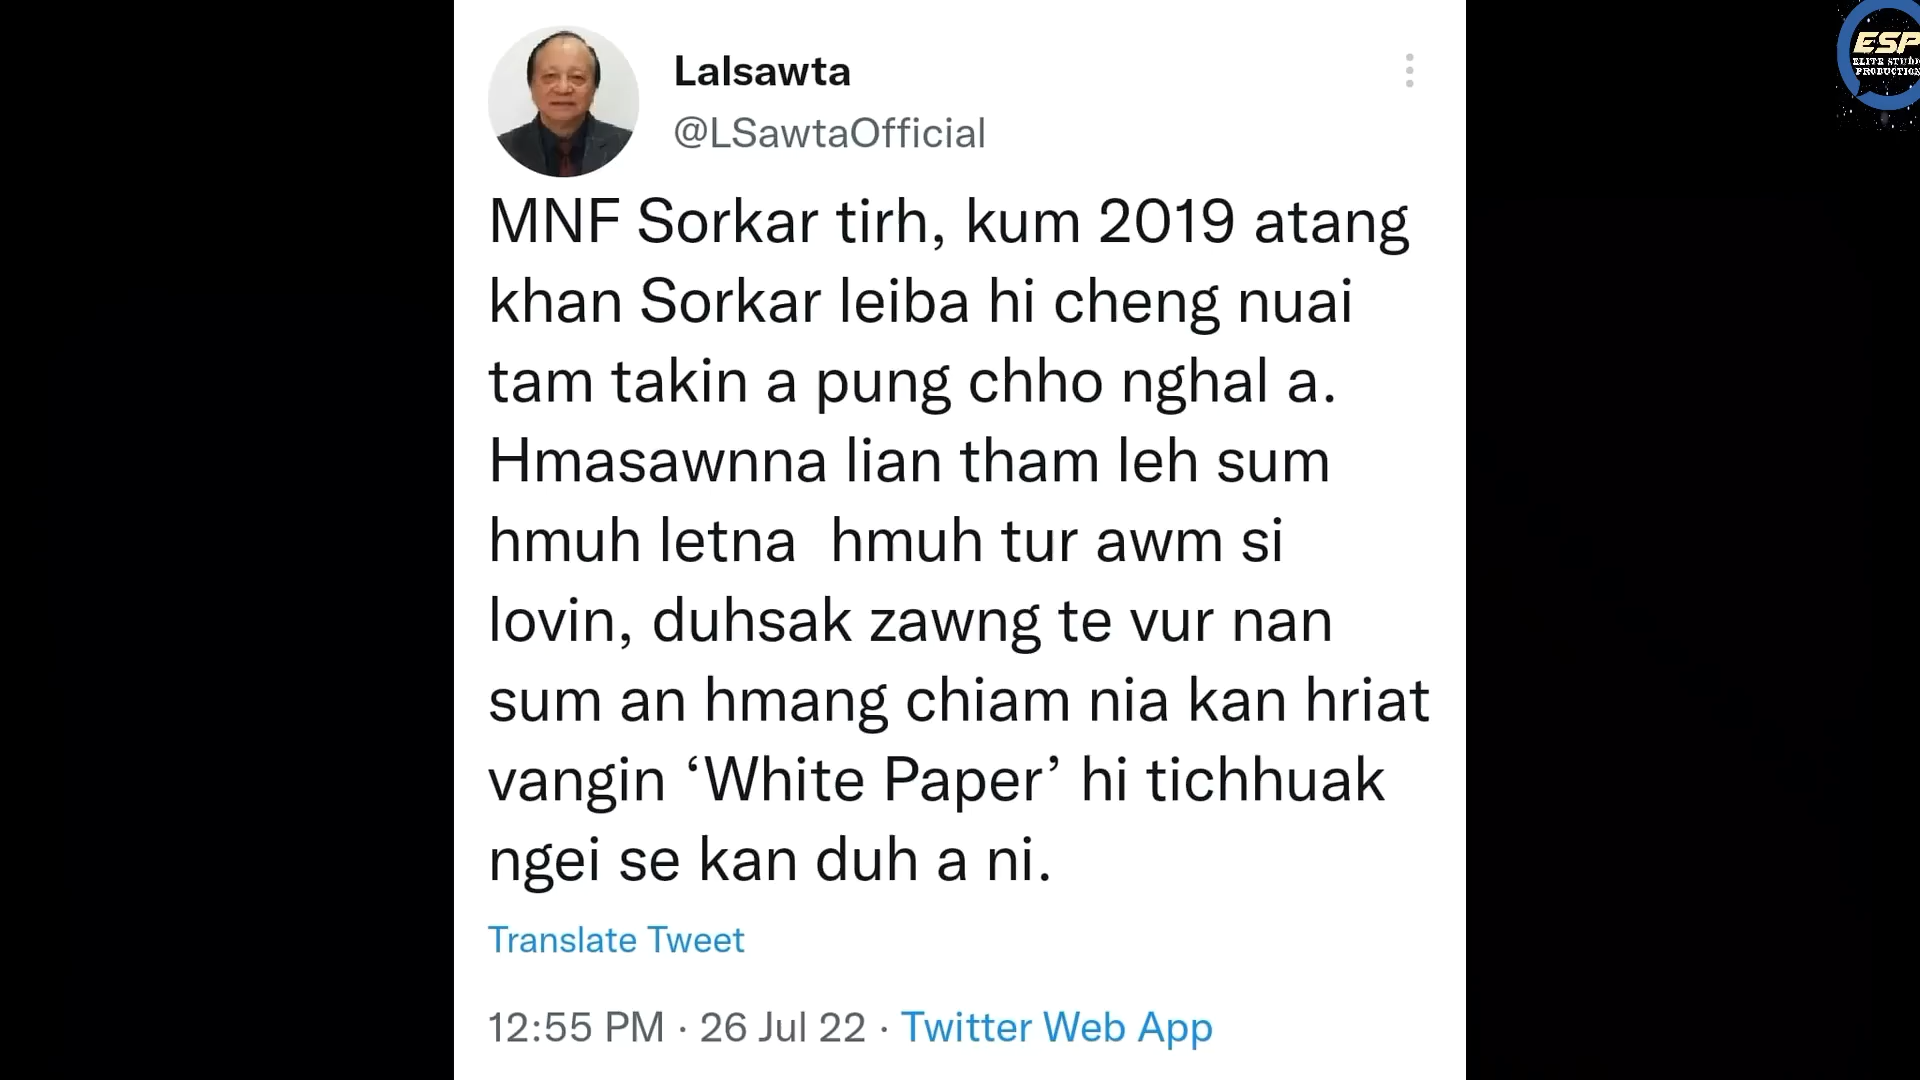 Lalsawta
@LSawtaOfficial
MNF Sorkar tirh, kum 2019 atang
khan Sorkar leiba hi cheng nuai
tam takin a pung chho nghal a.
Hmasawnna lian tham leh sum
hmuh letna  hmuh tur awm si
lovin, duhsak zawng te vur nan
sum an hmang chiam nia kan hriat
vangin ‘White Paper’ hi tichhuak
ngei se kan duh a ni.
Translate Tweet
12:55 PM · 26 Jul 22 · Twitter Web App
ESP
ELITE STUDIO
PRODUCTION